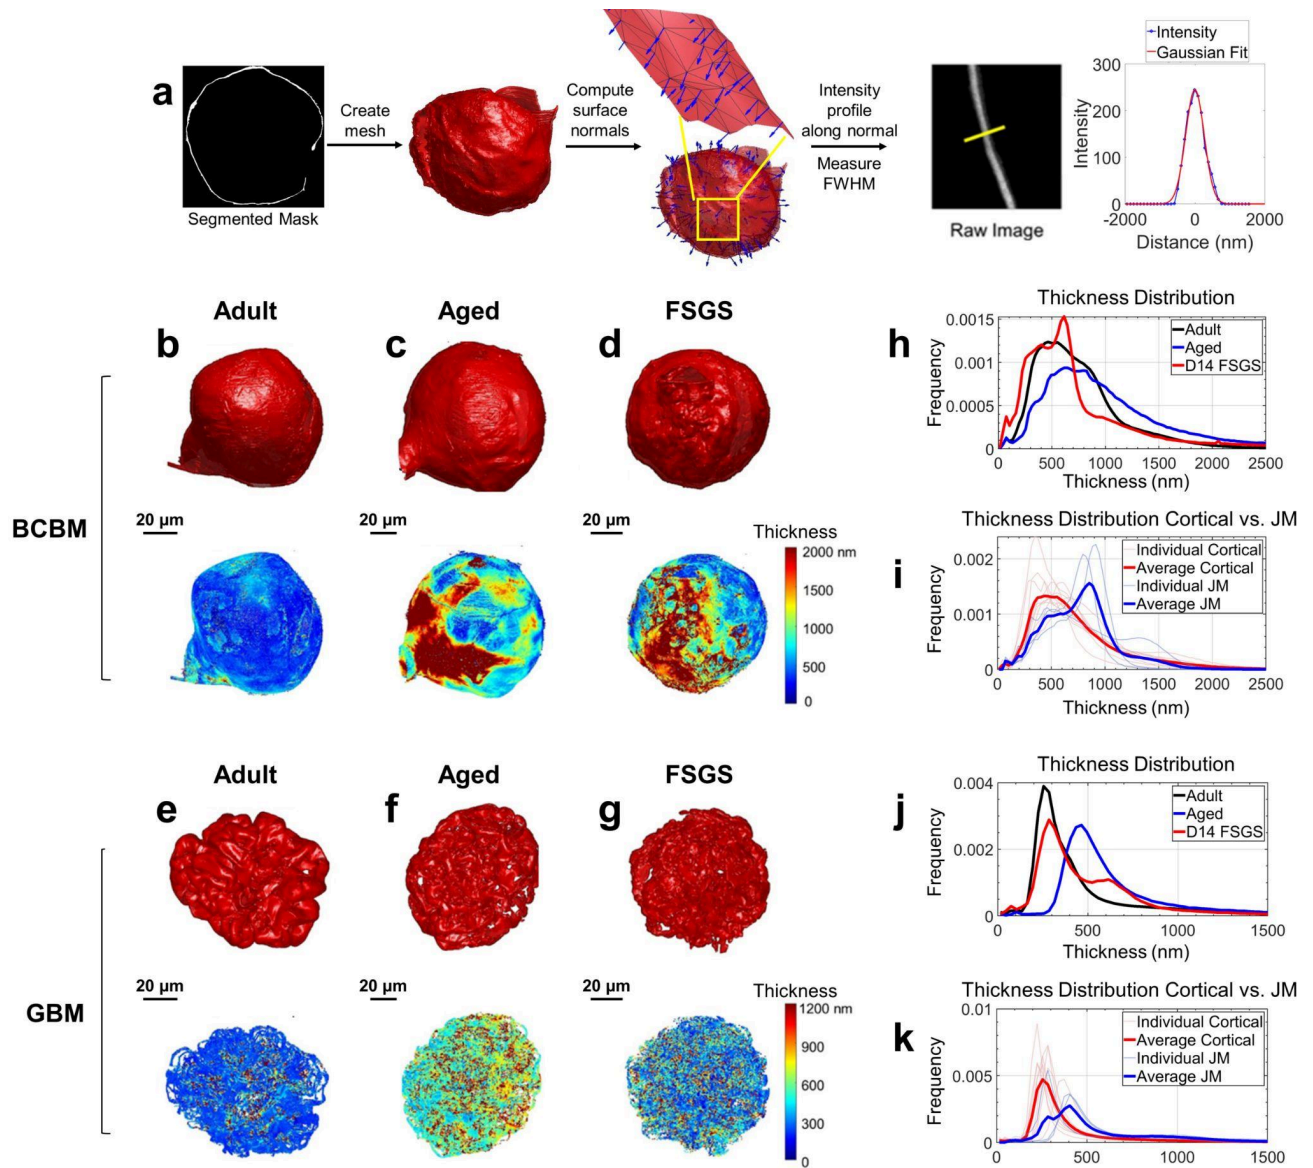 a
Segmented Mask
Create
mesh
Compute
surface
normals
Intensity
profile
along normal
Measure
FWHM
Raw Image
Intensity
Gaussian Fit
300
200
100
0
Intensity
-2000
0
2000
Distance (nm)
Adult
Aged
FSGS
b
c
d
BCBM
20 µm
20 µm
20 µm
Thickness
2000 nm
1500
1000
500
0
h
Thickness Distribution
Adult
Aged
D14 FSGS
Frequency
0.0015
0.001
0.0005
0
0 500 1000 1500 2000 2500
Thickness (nm)
i
Thickness Distribution Cortical vs. JM
Individual Cortical
Average Cortical
Individual JM
Average JM
Frequency
0.002
0.001
0
0 500 1000 1500 2000 2500
Thickness (nm)
Adult
Aged
FSGS
e
f
g
GBM
20 µm
20 µm
20 µm
Thickness
1200 nm
900
600
300
0
j
Thickness Distribution
Adult
Aged
D14 FSGS
Frequency
0.004
0.002
0
0 500 1000 1500
Thickness (nm)
k
Thickness Distribution Cortical vs. JM
Individual Cortical
Average Cortical
Individual JM
Average JM
Frequency
0.01
0.005
0
0 500 1000 1500